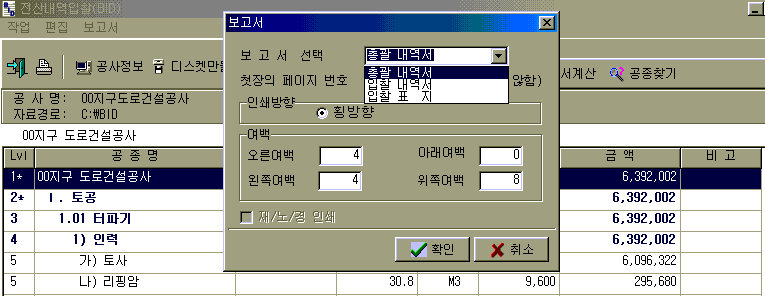 전산내역입찰(BID)
작업 편집 보고서
공사정보 디스켓만들 서계산 공종찾기
공 사 명: 00지구도로건설공사
자료경로: C:₩BID
00지구 도로건설공사
Lvl 공 종 명 금 액 비 고
1* 00지구 도로건설공사 6,392,002
2* I. 토공 6,392,002
3 1.01 터파기 6,392,002
4 1) 인력 6,392,002
5 가) 토사 6,096,322
5 나) 리핑암 30.8 M3 9,600 295,680
보고서
보 고 서 선택 총괄 내역서
총괄 내역서
입찰 내역서
입찰 표 지
첫장의 페이지 번호 않함)
인쇄방향
횡방향
여백
오른여백 4 아래여백 0
왼쪽여백 4 위쪽여백 8
재/노/경 인쇄
확인 취소